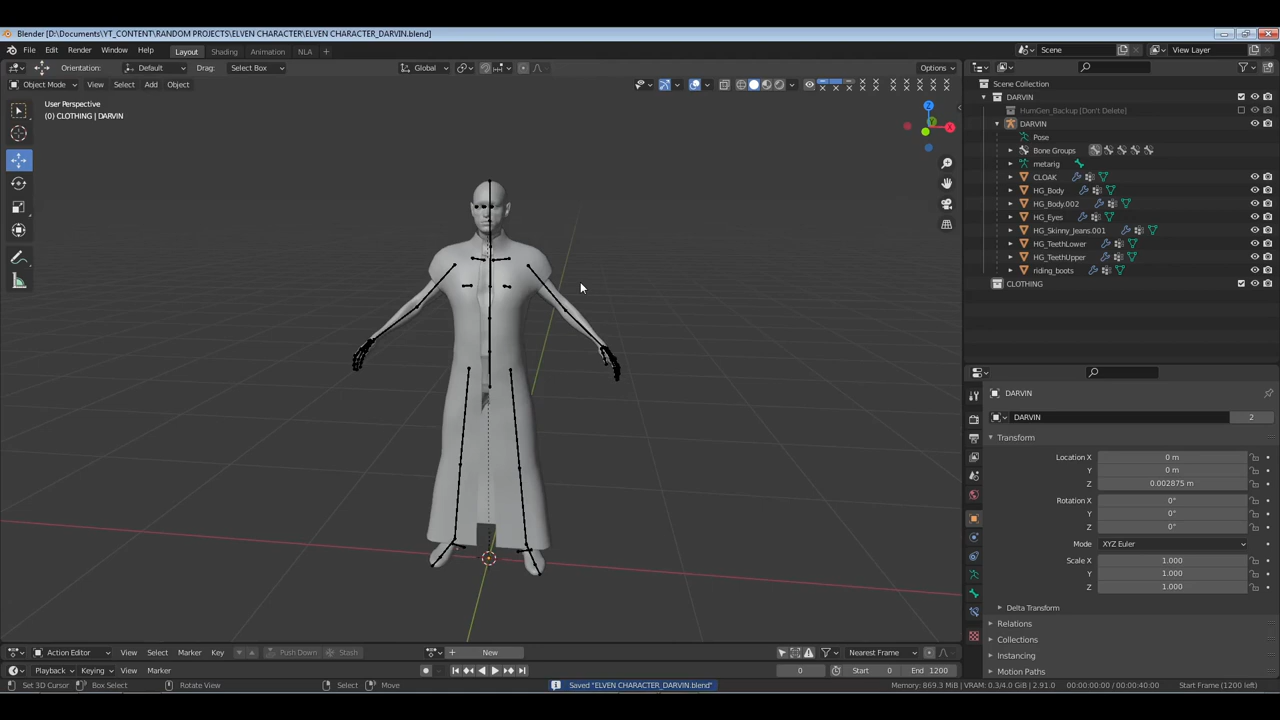 Blender [D:\Documents\YT_CONTENT\RANDOM PROJECTS\ELVEN CHARACTER\ELVEN CHARACTER_DARVIN.blend]
File Edit Render Window Help Layout Shading Animation NLA + Scene View Layer
Orientation: Default Drag: Select Box Global Options
Object Mode View Select Add Object
User Perspective
(0) CLOTHING | DARVIN
X
Y
Z
Scene Collection
DARVIN
HumGen_Backup [Don't Delete]
DARVIN
Pose
Bone Groups
metarig
CLOAK
HG_Body
HG_Body.002
HG_Eyes
HG_Skinny_Jeans.001
HG_TeethLower
HG_TeethUpper
riding_boots
CLOTHING
DARVIN
DARVIN 2
Transform
Location X 0 m
Y 0 m
Z 0.002875 m
Rotation X 0°
Y 0°
Z 0°
Mode XYZ Euler
Scale X 1.000
Y 1.000
Z 1.000
Delta Transform
Relations
Collections
Instancing
Motion Paths
Action Editor View Select Marker Key Push Down Stash + New Nearest Frame
Playback Keying View Marker 0 Start 0 End 1200
Set 3D Cursor Box Select Rotate View Select Move Saved "ELVEN CHARACTER_DARVIN.blend" Memory: 869.3 MiB | VRAM: 0.3/4.0 GiB | 2.91.0 00:00:00:00 / 00:00:40:00 Start Frame (1200 left)